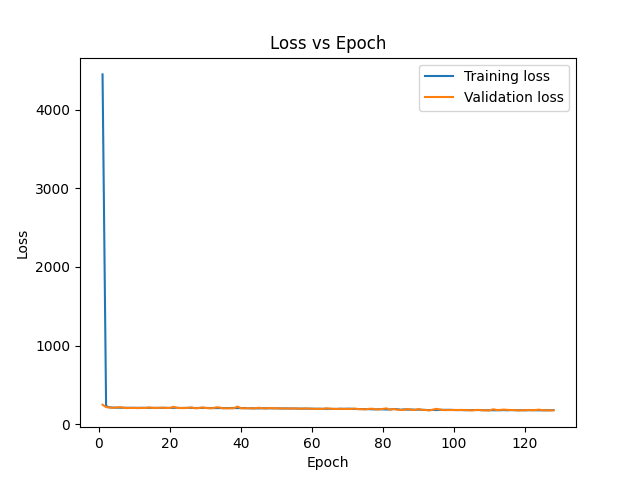 Loss vs Epoch
Training loss
Validation loss
4000
3000
2000
1000
0
Loss
0 20 40 60 80 100 120
Epoch